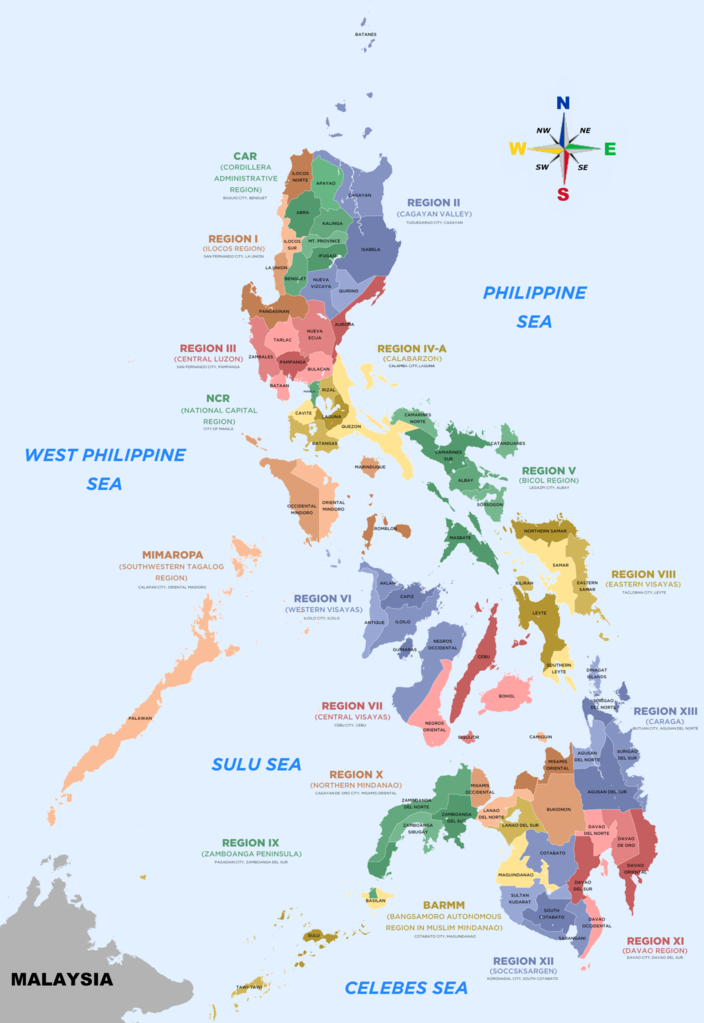 BATANES
N
NW
NE
W
E
SW
SE
S
CAR
(CORDILLERA
ADMINISTRATIVE
REGION)
BAGUIO CITY, BENGUET
ILOCOS
NORTE
APAYAO
CAGAYAN
ABRA
KALINGA
REGION II
(CAGAYAN VALLEY)
TUGUEGARAO CITY, CAGAYAN
REGION I
(ILOCOS REGION)
SAN FERNANDO CITY, LA UNION
ILOCOS
SUR
MT. PROVINCE
IFUGAO
ISABELA
LA UNION
BENGUET
NUEVA
VIZCAYA
QUIRINO
PHILIPPINE
SEA
PANGASINAN
AURORA
REGION III
(CENTRAL LUZON)
SAN FERNANDO CITY, PAMPANGA
TARLAC
NUEVA
ECIJA
ZAMBALES
PAMPANGA
BULACAN
BATAAN
REGION IV-A
(CALABARZON)
CALAMBA CITY, LAGUNA
NCR
(NATIONAL CAPITAL
REGION)
CITY OF MANILA
RIZAL
CAVITE
LAGUNA
QUEZON
BATANGAS
CAMARINES
NORTE
CATANDUANES
CAMARINES
SUR
WEST PHILIPPINE
SEA
REGION V
(BICOL REGION)
LEGAZPI CITY, ALBAY
ALBAY
SORSOGON
MARINDUQUE
OCCIDENTAL
MINDORO
ORIENTAL
MINDORO
ROMBLON
MASBATE
MIMAROPA
(SOUTHWESTERN TAGALOG
REGION)
CALAPAN CITY, ORIENTAL MINDORO
NORTHERN SAMAR
SAMAR
EASTERN
SAMAR
BILIRAN
LEYTE
SOUTHERN
LEYTE
REGION VIII
(EASTERN VISAYAS)
TACLOBAN CITY, LEYTE
REGION VI
(WESTERN VISAYAS)
ILOILO CITY, ILOILO
AKLAN
CAPIZ
ANTIQUE
ILOILO
GUIMARAS
NEGROS
OCCIDENTAL
CEBU
BOHOL
NEGROS
ORIENTAL
SIQUIJOR
REGION VII
(CENTRAL VISAYAS)
CEBU CITY, CEBU
PALAWAN
DINAGAT
ISLANDS
SURIGAO
DEL NORTE
REGION XIII
(CARAGA)
BUTUAN CITY, AGUSAN DEL NORTE
CAMIGUIN
AGUSAN
DEL NORTE
SURIGAO
DEL SUR
AGUSAN DEL SUR
SULU SEA
REGION X
(NORTHERN MINDANAO)
CAGAYAN DE ORO CITY, MISAMIS ORIENTAL
MISAMIS
ORIENTAL
MISAMIS
OCCIDENTAL
BUKIDNON
LANAO
DEL NORTE
LANAO DEL SUR
ZAMBOANGA
DEL NORTE
ZAMBOANGA
DEL SUR
ZAMBOANGA
SIBUGAY
REGION IX
(ZAMBOANGA PENINSULA)
PAGADIAN CITY, ZAMBOANGA DEL SUR
DAVAO
DEL NORTE
DAVAO
DE ORO
DAVAO
ORIENTAL
COTABATO
MAGUINDANAO
DAVAO
DEL SUR
SULTAN
KUDARAT
SOUTH
COTABATO
DAVAO
OCCIDENTAL
SARANGANI
BASILAN
BARMM
(BANGSAMORO AUTONOMOUS
REGION IN MUSLIM MINDANAO)
COTABATO CITY, MAGUINDANAO
SULU
TAWI-TAWI
REGION XI
(DAVAO REGION)
DAVAO CITY, DAVAO DEL SUR
REGION XII
(SOCCSKSARGEN)
KORONADAL CITY, SOUTH COTABATO
MALAYSIA
CELEBES SEA